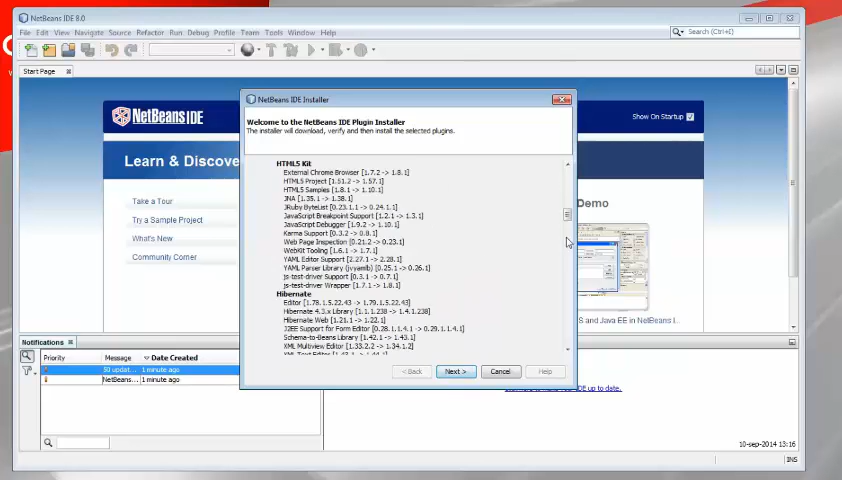 NetBeans IDE 8.0
File Edit View Navigate Source Refactor Run Debug Profile Team Tools Window Help
Search (Ctrl+I)
Start Page
NetBeans IDE
Show On Startup
Learn & Discove
Demo
Take a Tour
Try a Sample Project
What's New
Community Corner
S and Java EE in NetBeans I...
NetBeans IDE Installer
Welcome to the NetBeans IDE Plugin Installer
The installer will download, verify and then install the selected plugins.
HTML5 Kit
External Chrome Browser [1.7.2 -> 1.8.1]
HTML5 Project [1.51.2 -> 1.57.1]
HTML5 Samples [1.8.1 -> 1.10.1]
JNA [1.35.1 -> 1.38.1]
JRuby ByteList [0.23.1.1 -> 0.24.1.1]
JavaScript Breakpoint Support [1.2.1 -> 1.3.1]
JavaScript Debugger [1.9.2 -> 1.10.1]
Karma Support [0.3.2 -> 0.8.1]
Web Page Inspection [0.21.2 -> 0.23.1]
WebKit Tooling [1.6.1 -> 1.7.1]
YAML Editor Support [2.27.1 -> 2.28.1]
YAML Parser Library (jvyamlb) [0.25.1 -> 0.26.1]
js-test-driver Support [0.3.1 -> 0.7.1]
js-test-driver Wrapper [1.7.1 -> 1.8.1]
Hibernate
Editor [1.78.1.5.22.43 -> 1.79.1.5.22.43]
Hibernate 4.3.x Library [1.1.1.238 -> 1.4.1.238]
Hibernate Web [1.21.1 -> 1.22.1]
J2EE Support for Form Editor [0.28.1.1.4.1 -> 0.29.1.1.4.1]
Schema-to-Beans Library [1.42.1 -> 1.43.1]
XML Multiview Editor [1.33.2.2 -> 1.34.1.2]
XML Text Editor [1.43.1 -> 1.44.1]
< Back Next > Cancel Help
Notifications
Priority Message Date Created
50 updat... 1 minute ago
NetBeans... 1 minute ago
IDE up to date.
10-sep-2014 13:16
INS